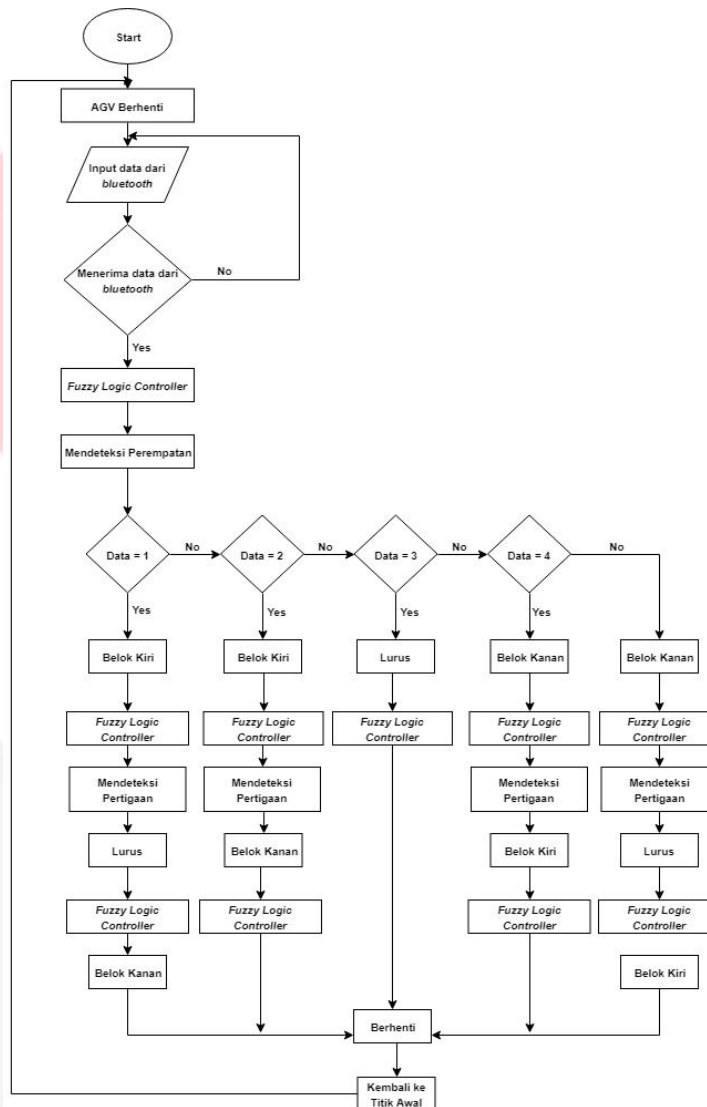 Start
AGV Berhenti
Input data dari
bluetooth
Menerima data dari
bluetooth
No
Yes
Fuzzy Logic Controller
Mendeteksi Perempatan
Data = 1
No
Data = 2
No
Data = 3
No
Data = 4
No
Yes
Yes
Yes
Yes
Belok Kiri
Belok Kiri
Lurus
Belok Kanan
Belok Kanan
Fuzzy Logic
Controller
Fuzzy Logic
Controller
Fuzzy Logic
Controller
Fuzzy Logic
Controller
Fuzzy Logic
Controller
Mendeteksi
Pertigaan
Mendeteksi
Pertigaan
Mendeteksi
Pertigaan
Mendeteksi
Pertigaan
Lurus
Belok Kanan
Belok Kiri
Lurus
Fuzzy Logic
Controller
Fuzzy Logic
Controller
Fuzzy Logic
Controller
Fuzzy Logic
Controller
Belok Kanan
Belok Kiri
Berhenti
Kembali ke
Titik Awal